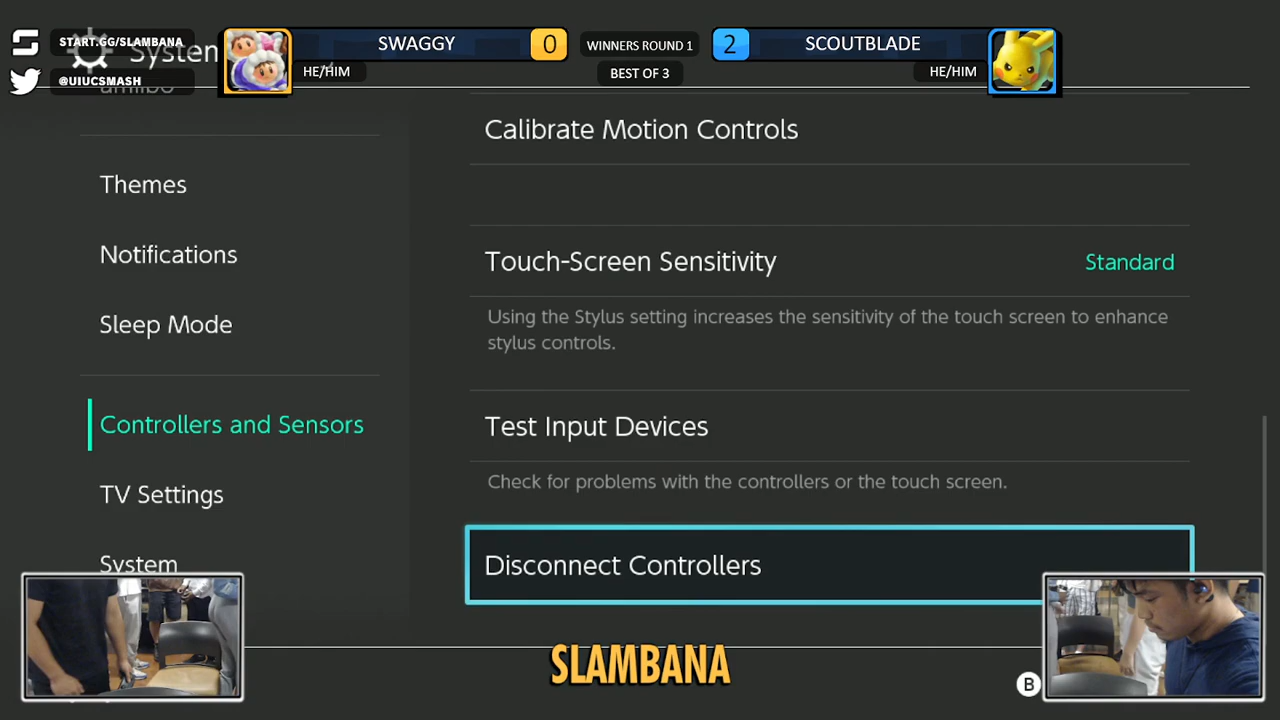 START.GG/SLAMBANA
@UIUCSMASH
System
SWAGGY
0
HE/HIM
WINNERS ROUND 1
BEST OF 3
2
SCOUTBLADE
HE/HIM
amiibo
Themes
Notifications
Sleep Mode
Controllers and Sensors
TV Settings
System
Calibrate Motion Controls
Touch-Screen Sensitivity
Standard
Using the Stylus setting increases the sensitivity of the touch screen to enhance
stylus controls.
Test Input Devices
Check for problems with the controllers or the touch screen.
Disconnect Controllers
SLAMBANA
B